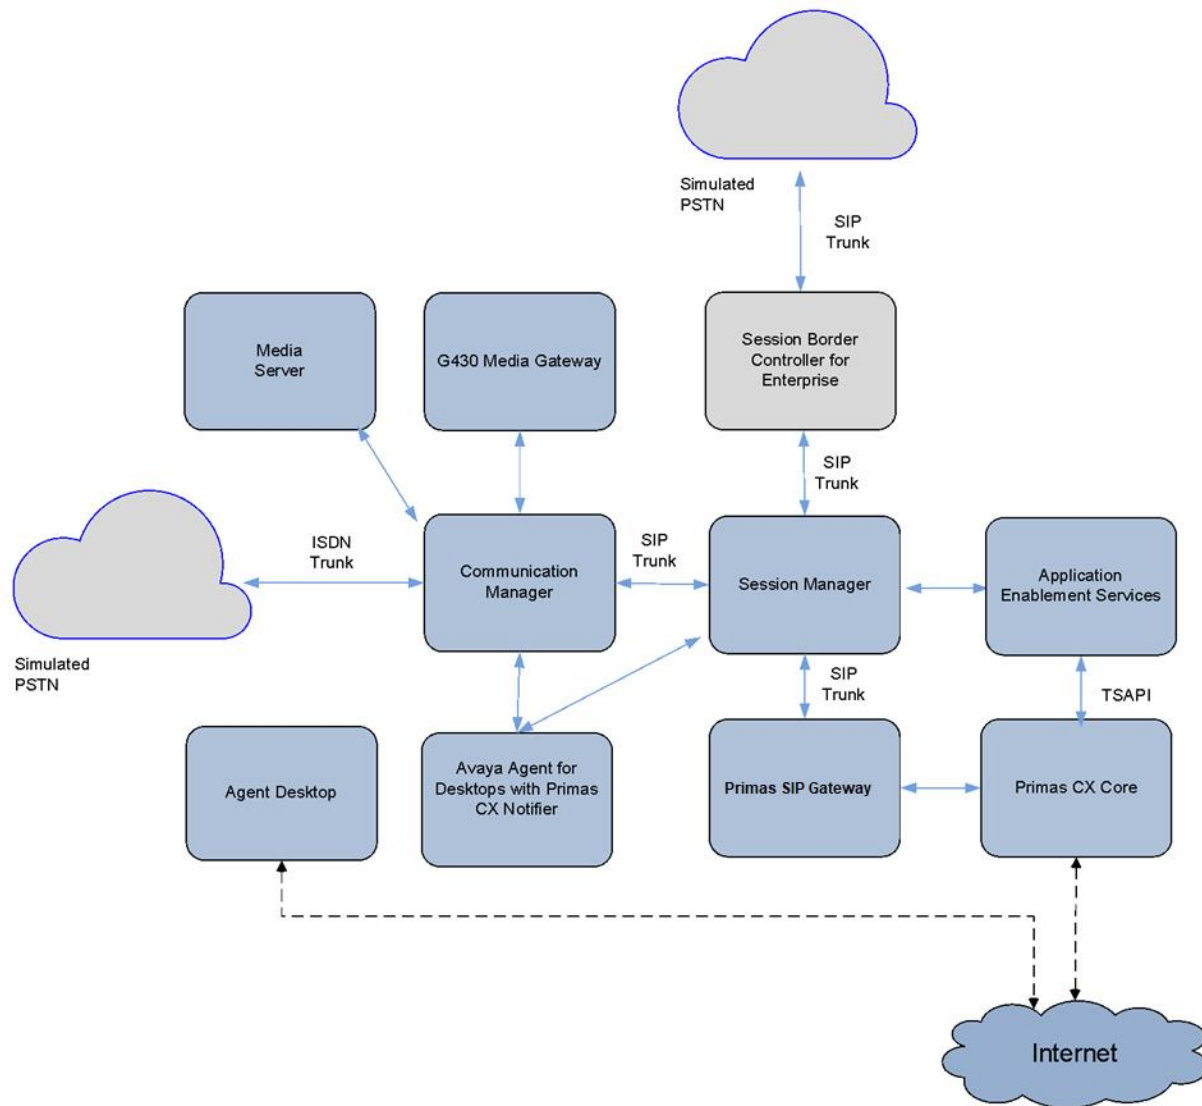 Simulated
PSTN
SIP
Trunk
Media
Server
G430 Media Gateway
Session Border
Controller for
Enterprise
SIP
Trunk
ISDN
Trunk
Communication
Manager
SIP
Trunk
Session Manager
Application
Enablement Services
Simulated
PSTN
SIP
Trunk
TSAPI
Agent Desktop
Avaya Agent for
Desktops with Primas
CX Notifier
Primas SIP Gateway
Primas CX Core
Internet